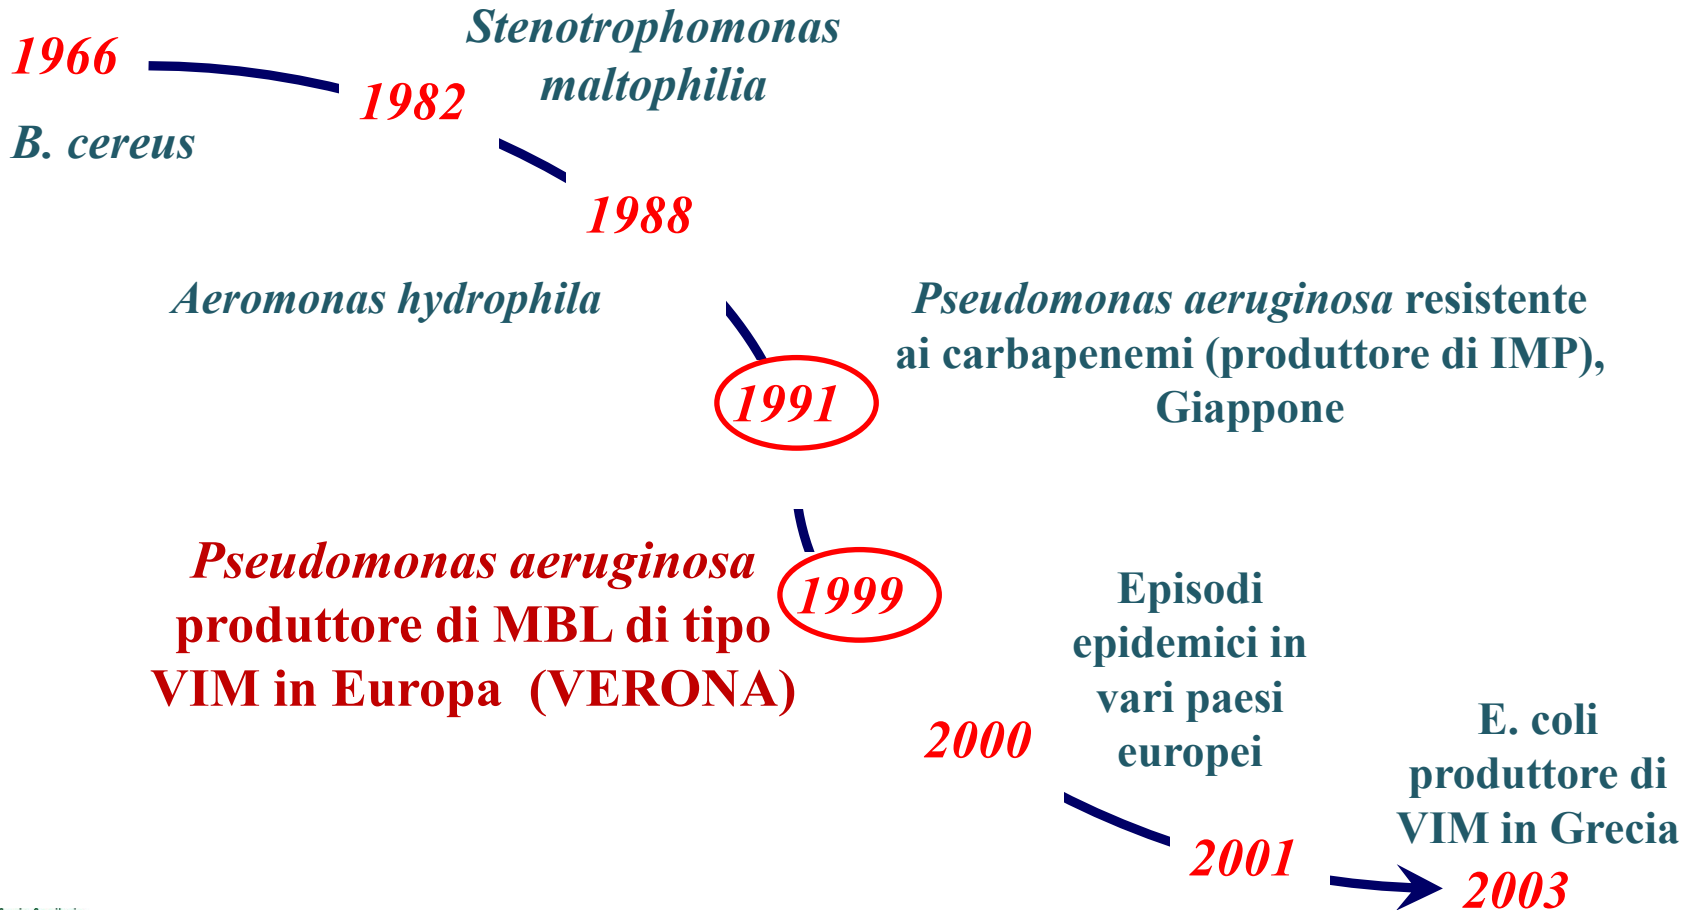 1966
B. cereus
1982
Stenotrophomonas
maltophilia
1988
Aeromonas hydrophila
1991
Pseudomonas aeruginosa resistente
ai carbapenemi (produttore di IMP),
Giappone
Pseudomonas aeruginosa
produttore di MBL di tipo
VIM in Europa (VERONA)
1999
2000
Episodi
epidemici in
vari paesi
europei
2001
E. coli
produttore di
VIM in Grecia
2003